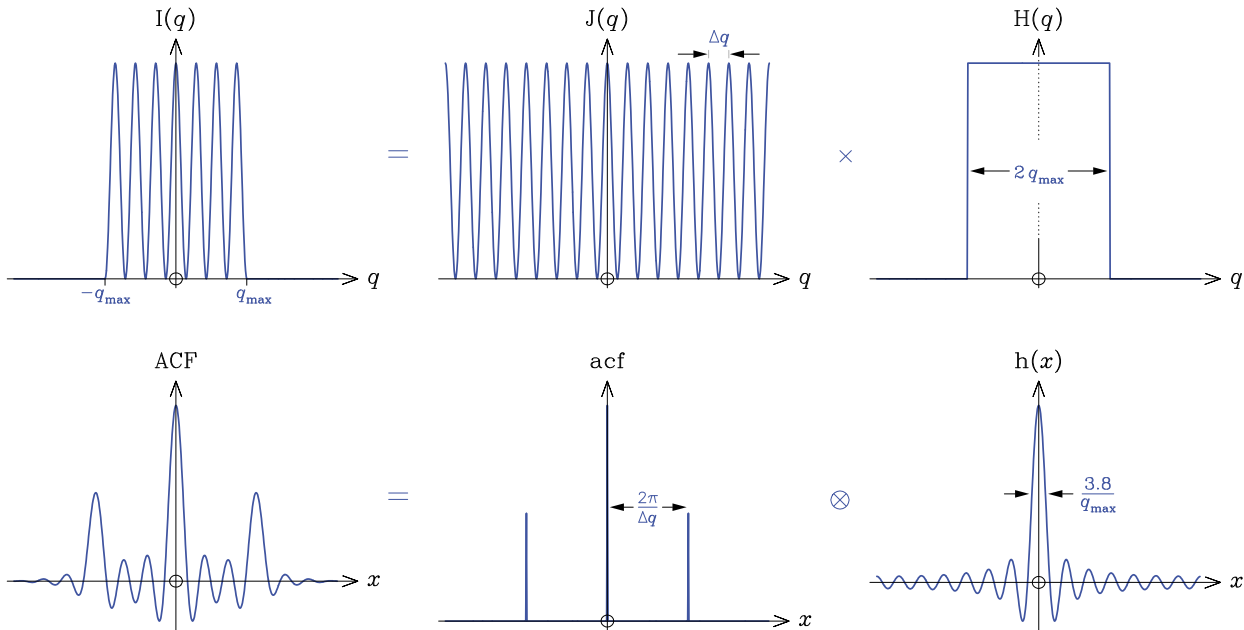 I(q)
J(q)
H(q)
Δq
=
×
2 q_max
q
q
q
−q_max
q_max
ACF
acf
h(x)
=
2π/Δq
⊗
3.8/q_max
x
x
x